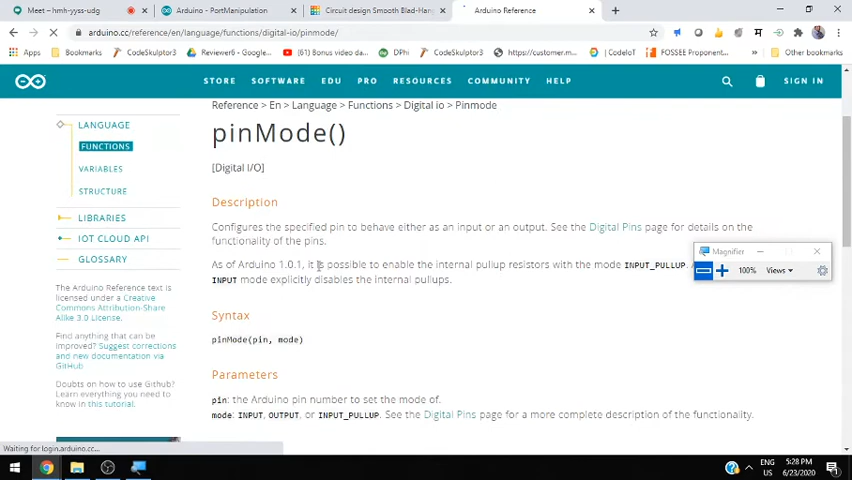 Meet – hmh-yyss-udg
Arduino - PortManipulation
Circuit design Smooth Blad-Han
Arduino Reference
arduino.cc/reference/en/language/functions/digital-io/pinmode/
Apps
Bookmarks
CodeSkulptor3
Reviewer6 - Google...
(61) Bonus video/da...
DPhi
CodeSkulptor3
https://customer.m...
CodeIoT
FOSSEE Proponent...
Other bookmarks
STORE
SOFTWARE
EDU
PRO
RESOURCES
COMMUNITY
HELP
SIGN IN
Reference > En > Language > Functions > Digital io > Pinmode
LANGUAGE
FUNCTIONS
VARIABLES
STRUCTURE
LIBRARIES
IOT CLOUD API
GLOSSARY
The Arduino Reference text is
licensed under a Creative
Commons Attribution-Share
Alike 3.0 License.
Find anything that can be
improved? Suggest corrections
and new documentation via
GitHub
Doubts on how to use Github?
Learn everything you need to
know in this tutorial.
pinMode()
[Digital I/O]
Description
Configures the specified pin to behave either as an input or an output. See the Digital Pins page for details on the
functionality of the pins.
As of Arduino 1.0.1, it is possible to enable the internal pullup resistors with the mode INPUT_PULLUP.
INPUT mode explicitly disables the internal pullups.
Syntax
pinMode(pin, mode)
Parameters
pin: the Arduino pin number to set the mode of.
mode: INPUT, OUTPUT, or INPUT_PULLUP. See the Digital Pins page for a more complete description of the functionality.
Magnifier
100%
Views
Waiting for login.arduino.cc...
ENG
US
5:28 PM
6/23/2020